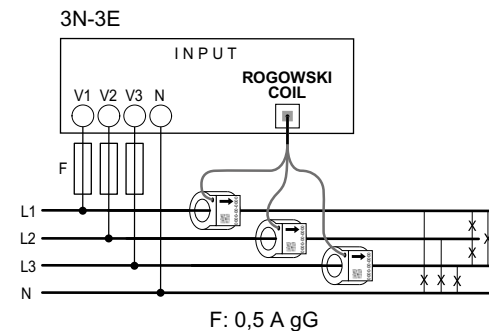 3N-3E
INPUT
ROGOWSKI
COIL
V1 V2 V3 N
F
L1
L2
L3
N
X X X X X X
F: 0,5 A gG